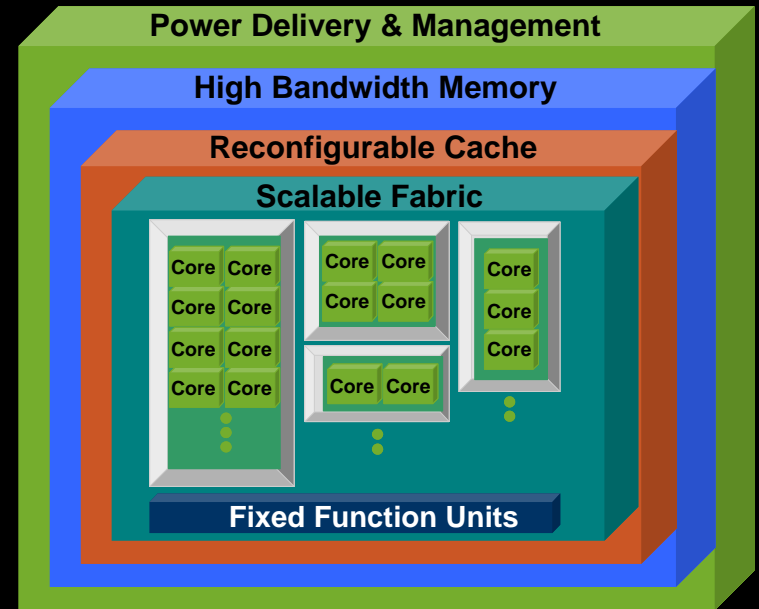 Power Delivery & Management
High Bandwidth Memory
Reconfigurable Cache
Scalable Fabric
Core Core
Core Core
Core Core
Core Core
Core Core
Core Core
Core Core
Core
Core
Core
Fixed Function Units